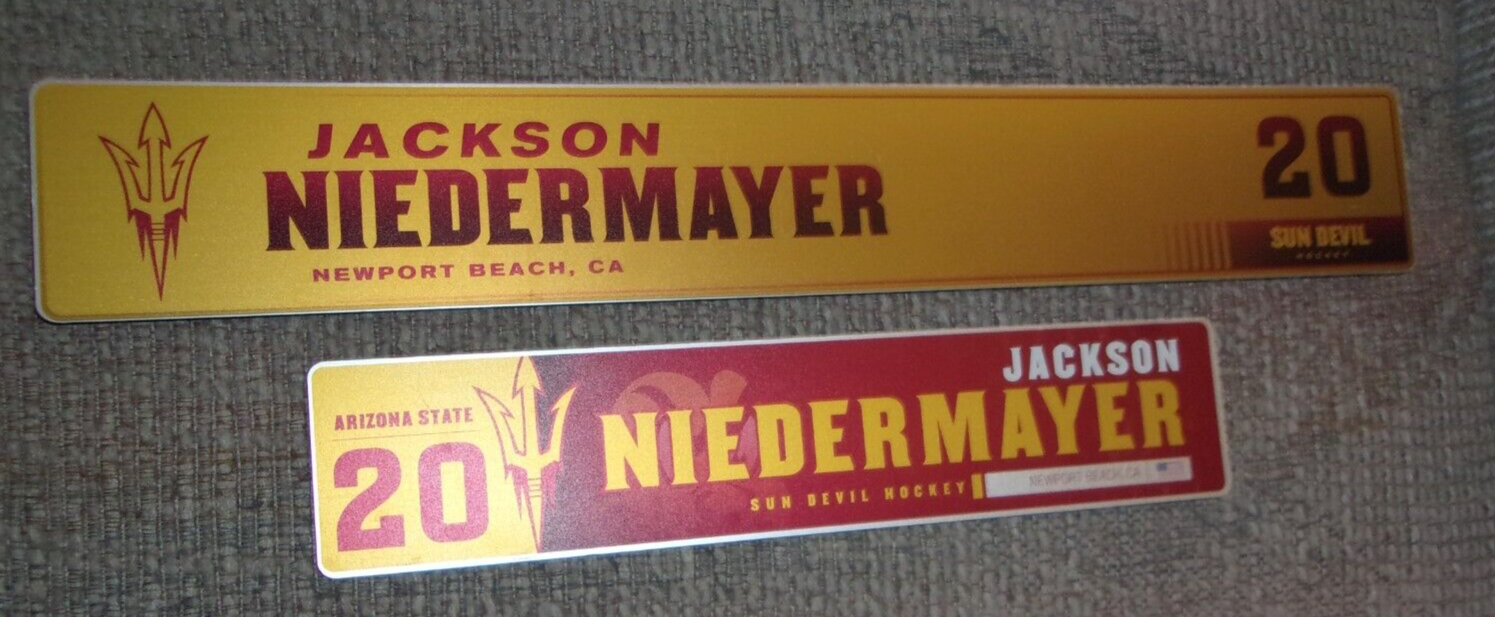 JACKSON
NIEDERMAYER
NEWPORT BEACH, CA
20
SUN DEVIL
HOCKEY
ARIZONA STATE
20
JACKSON
NIEDERMAYER
SUN DEVIL HOCKEY
NEWPORT BEACH, CA